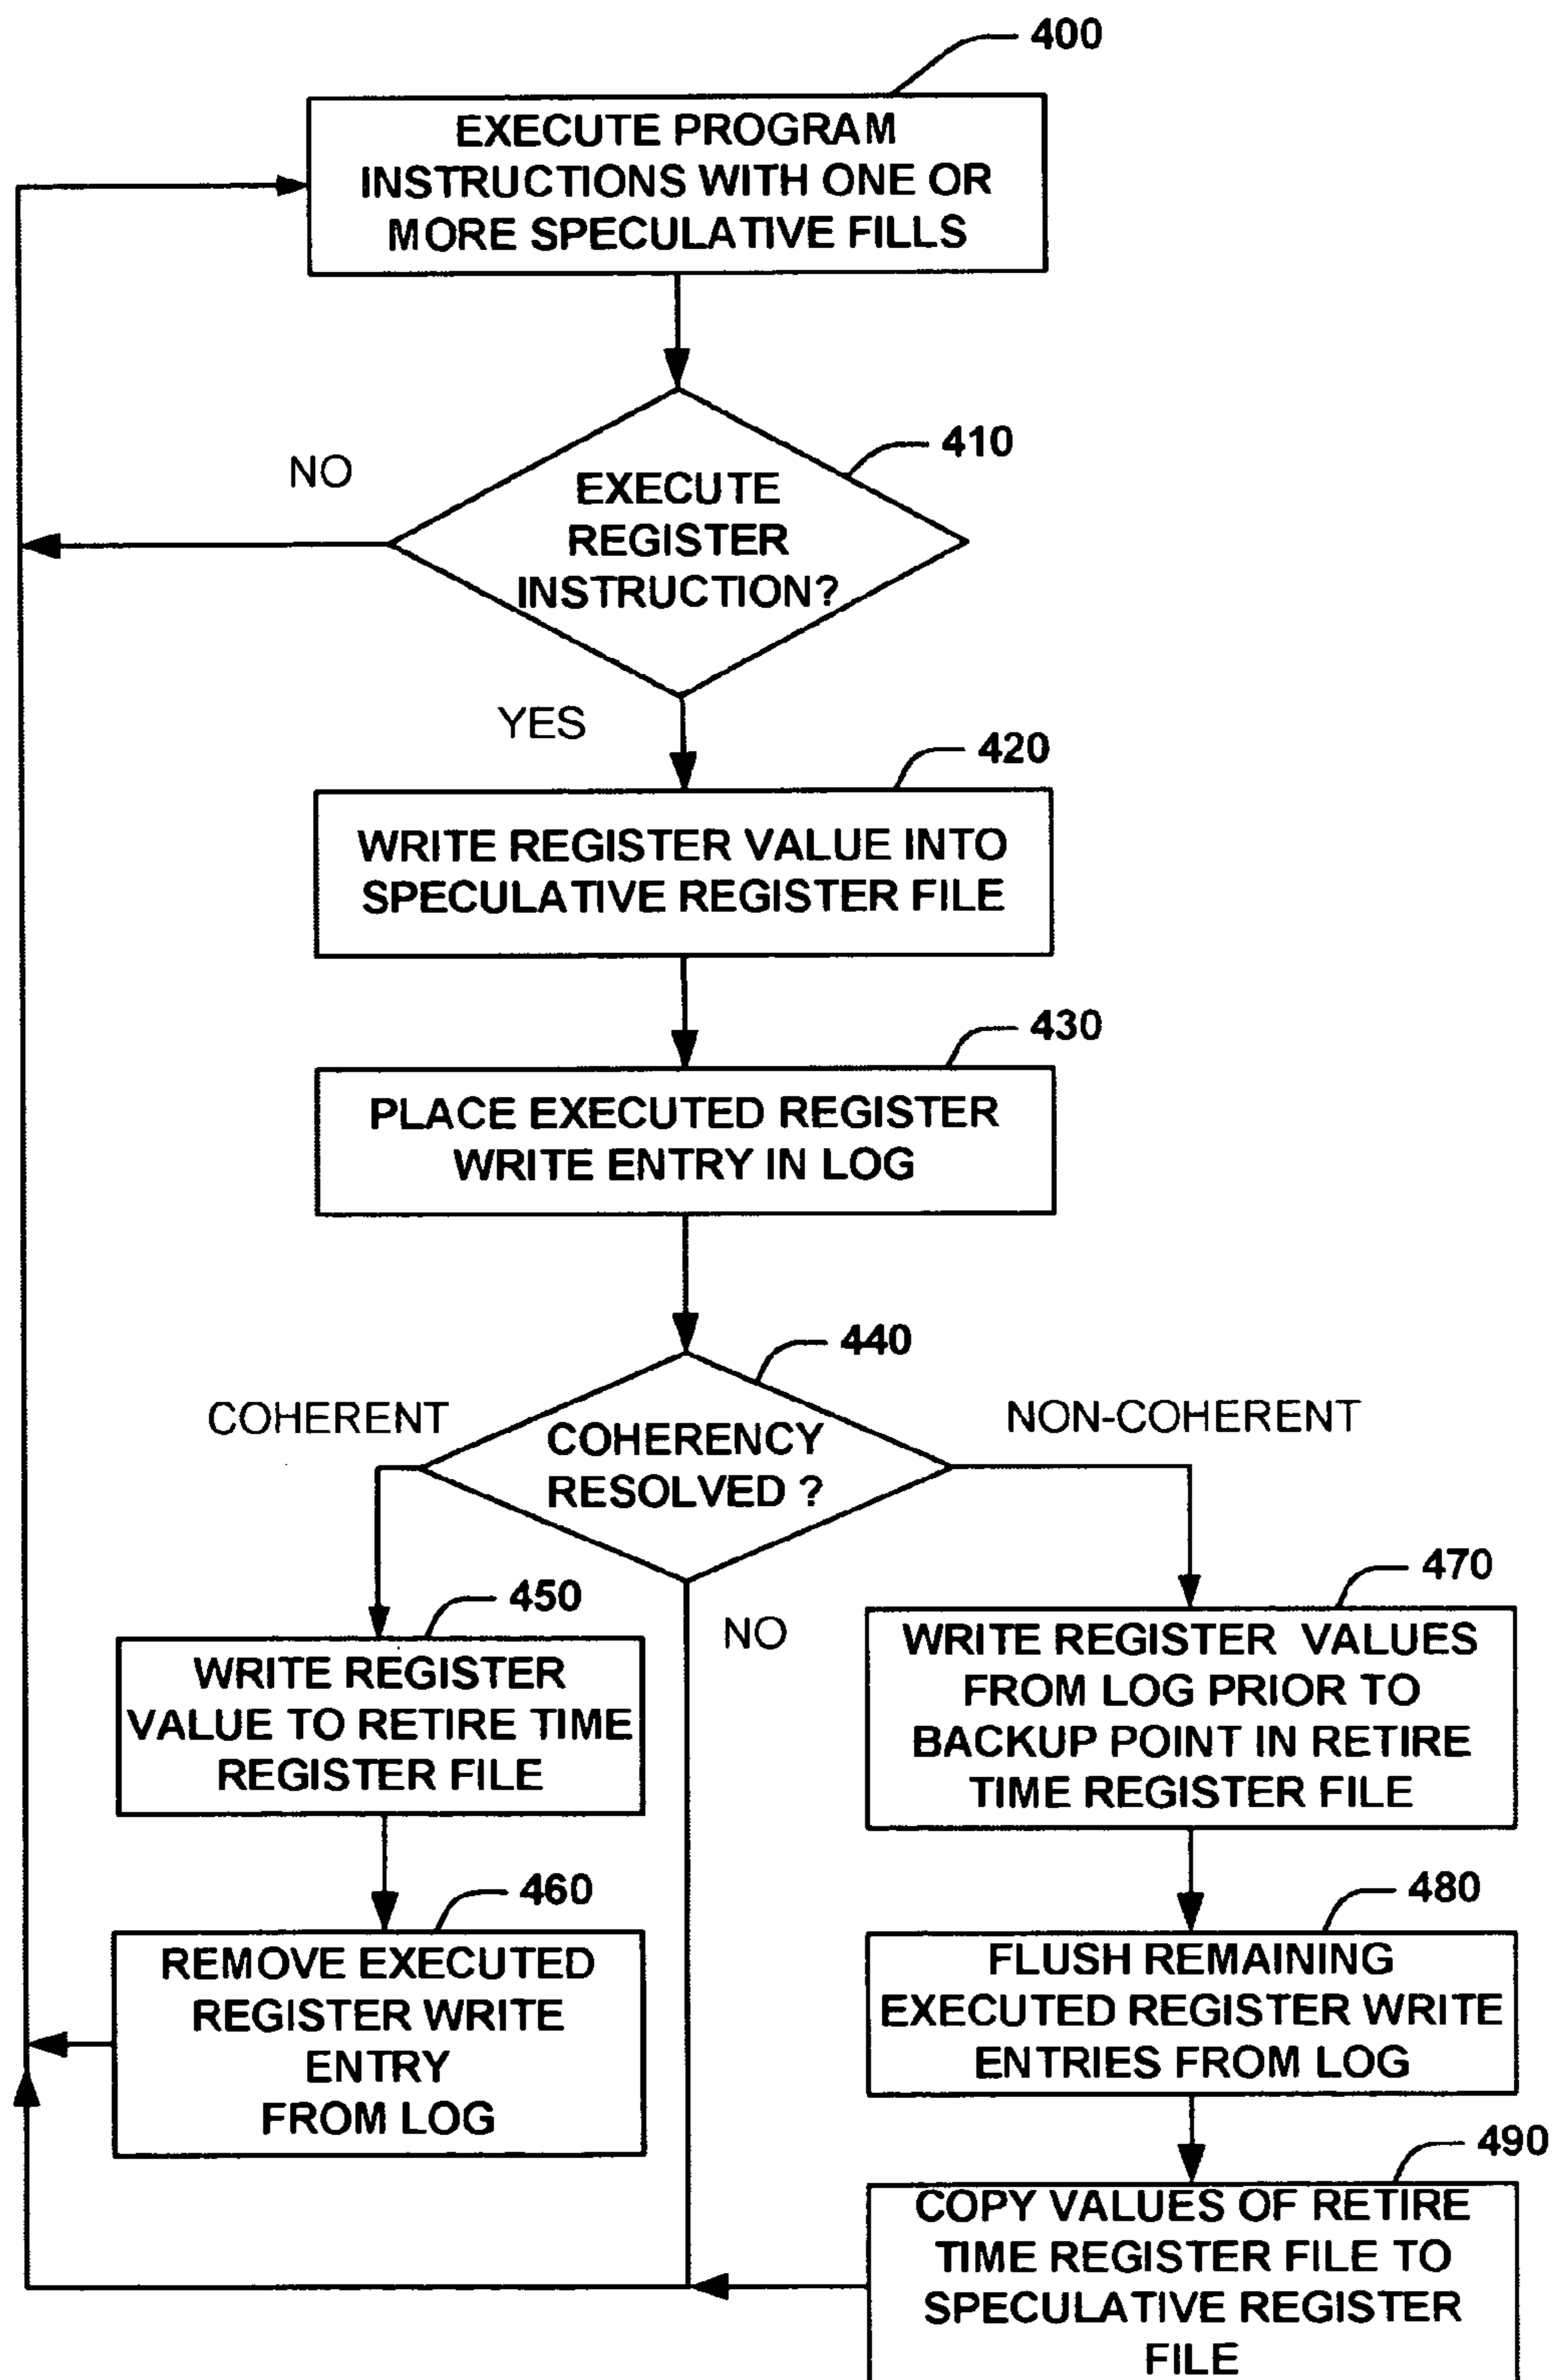 400
EXECUTE PROGRAM
INSTRUCTIONS WITH ONE OR
MORE SPECULATIVE FILLS
410
NO
EXECUTE
REGISTER
INSTRUCTION?
YES
420
WRITE REGISTER VALUE INTO
SPECULATIVE REGISTER FILE
430
PLACE EXECUTED REGISTER
WRITE ENTRY IN LOG
440
COHERENT
NON-COHERENT
COHERENCY
RESOLVED ?
450
NO
470
WRITE REGISTER
VALUE TO RETIRE TIME
REGISTER FILE
WRITE REGISTER VALUES
FROM LOG PRIOR TO
BACKUP POINT IN RETIRE
TIME REGISTER FILE
460
480
REMOVE EXECUTED
REGISTER WRITE
ENTRY
FROM LOG
FLUSH REMAINING
EXECUTED REGISTER WRITE
ENTRIES FROM LOG
490
COPY VALUES OF RETIRE
TIME REGISTER FILE TO
SPECULATIVE REGISTER
FILE